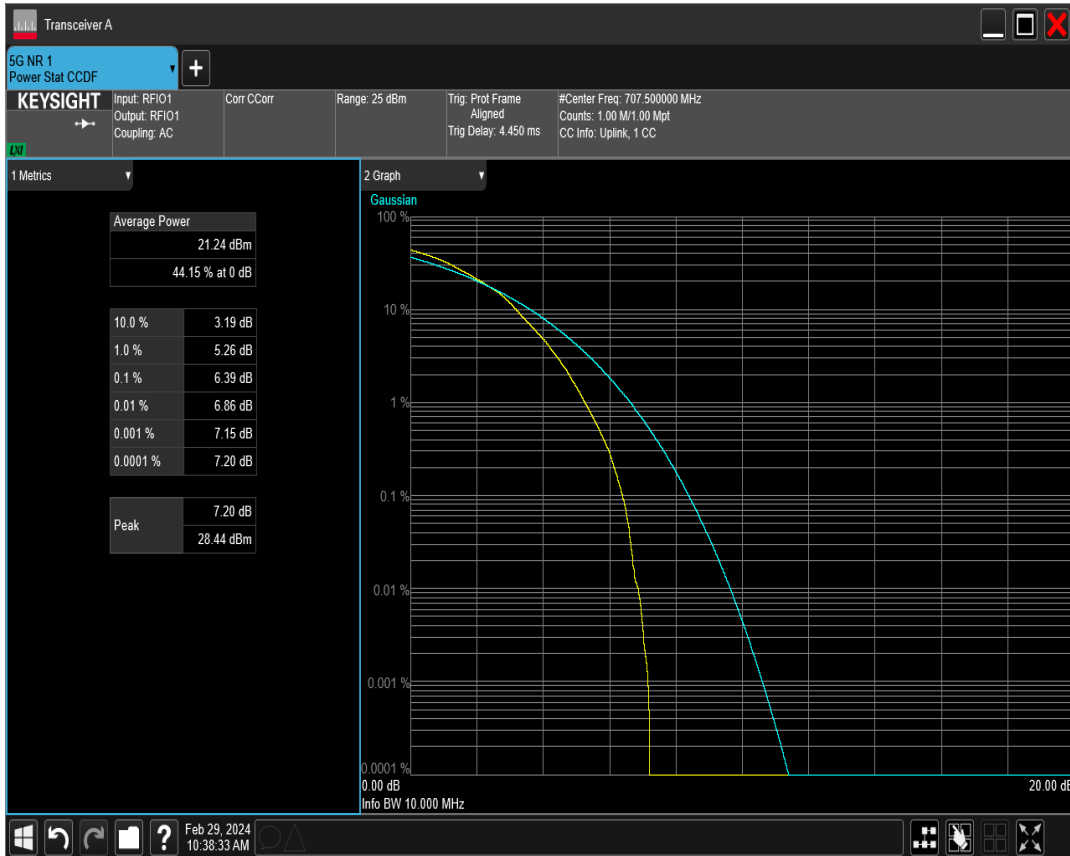 Transceiver A
5G NR 1
Power Stat CCDF
KEYSIGHT
LXI
Input: RFIO1
Output: RFIO1
Coupling: AC
Corr CCorr
Range: 25 dBm
Trig: Prot Frame
Aligned
Trig Delay: 4.450 ms
#Center Freq: 707.500000 MHz
Counts: 1.00 M/1.00 Mpt
CC Info: Uplink, 1 CC
1 Metrics
Average Power
21.24 dBm
44.15 % at 0 dB
10.0 % 3.19 dB
1.0 % 5.26 dB
0.1 % 6.39 dB
0.01 % 6.86 dB
0.001 % 7.15 dB
0.0001 % 7.20 dB
Peak
7.20 dB
28.44 dBm
2 Graph
Gaussian
100 %
10 %
1 %
0.1 %
0.01 %
0.001 %
0.0001 %
0.00 dB 20.00 dB
Info BW 10.000 MHz
? Feb 29, 2024
10:38:33 AM